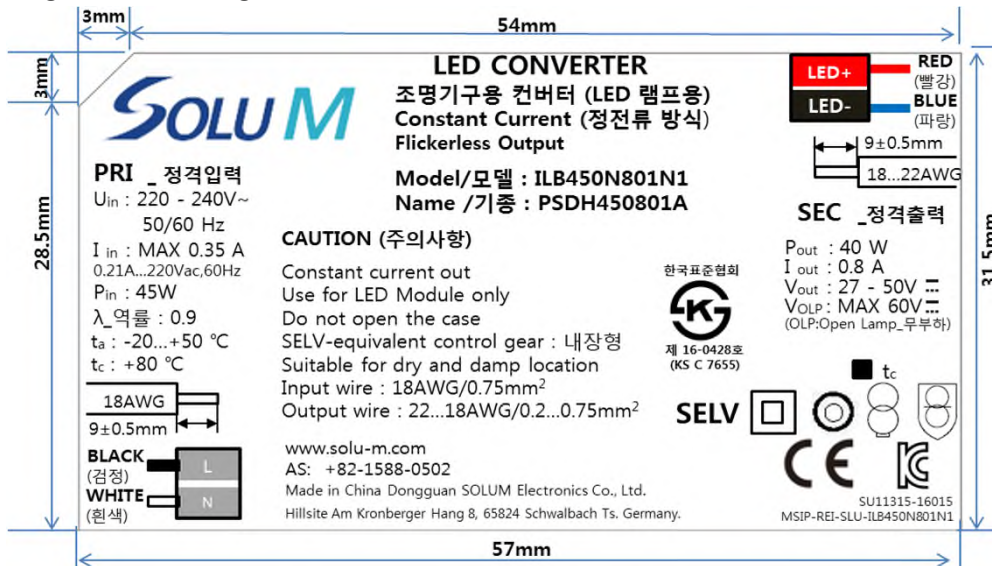 3mm
54mm
3mm
28.5mm
31.5mm
57mm
SOLU M
LED CONVERTER
조명기구용 컨버터 (LED 램프용)
Constant Current (정전류 방식)
Flickerless Output
Model/모델 : ILB450N801N1
Name /기종 : PSDH450801A
LED+
LED-
RED
(빨강)
BLUE
(파랑)
9±0.5mm
18...22AWG
PRI _ 정격입력
Uin : 220 - 240V~
50/60 Hz
I in : MAX 0.35 A
0.21A...220Vac,60Hz
Pin : 45W
λ_역률 : 0.9
ta : -20...+50 ℃
tc : +80 ℃
18AWG
9±0.5mm
BLACK
(검정)
WHITE
(흰색)
L
N
CAUTION (주의사항)
Constant current out
Use for LED Module only
Do not open the case
SELV-equivalent control gear : 내장형
Suitable for dry and damp location
Input wire : 18AWG/0.75mm²
Output wire : 22...18AWG/0.2...0.75mm²
www.solu-m.com
AS: +82-1588-0502
Made in China Dongguan SOLUM Electronics Co., Ltd.
Hillsite Am Kronberger Hang 8, 65824 Schwalbach Ts. Germany.
한국표준협회
제 16-0428호
(KS C 7655)
SEC _정격출력
Pout : 40 W
I out : 0.8 A
Vout : 27 - 50V ⎓
VOLP : MAX 60V ⎓
(OLP:Open Lamp_무부하)
tc
SELV
CE
SU11315-16015
MSIP-REI-SLU-ILB450N801N1